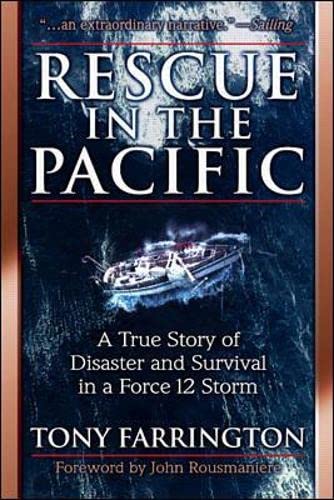 "...an extraordinary narrative." —Sailing
RESCUE
IN THE
PACIFIC
A True Story of
Disaster and Survival
in a Force 12 Storm
TONY FARRINGTON
Foreword by John Rousmaniere